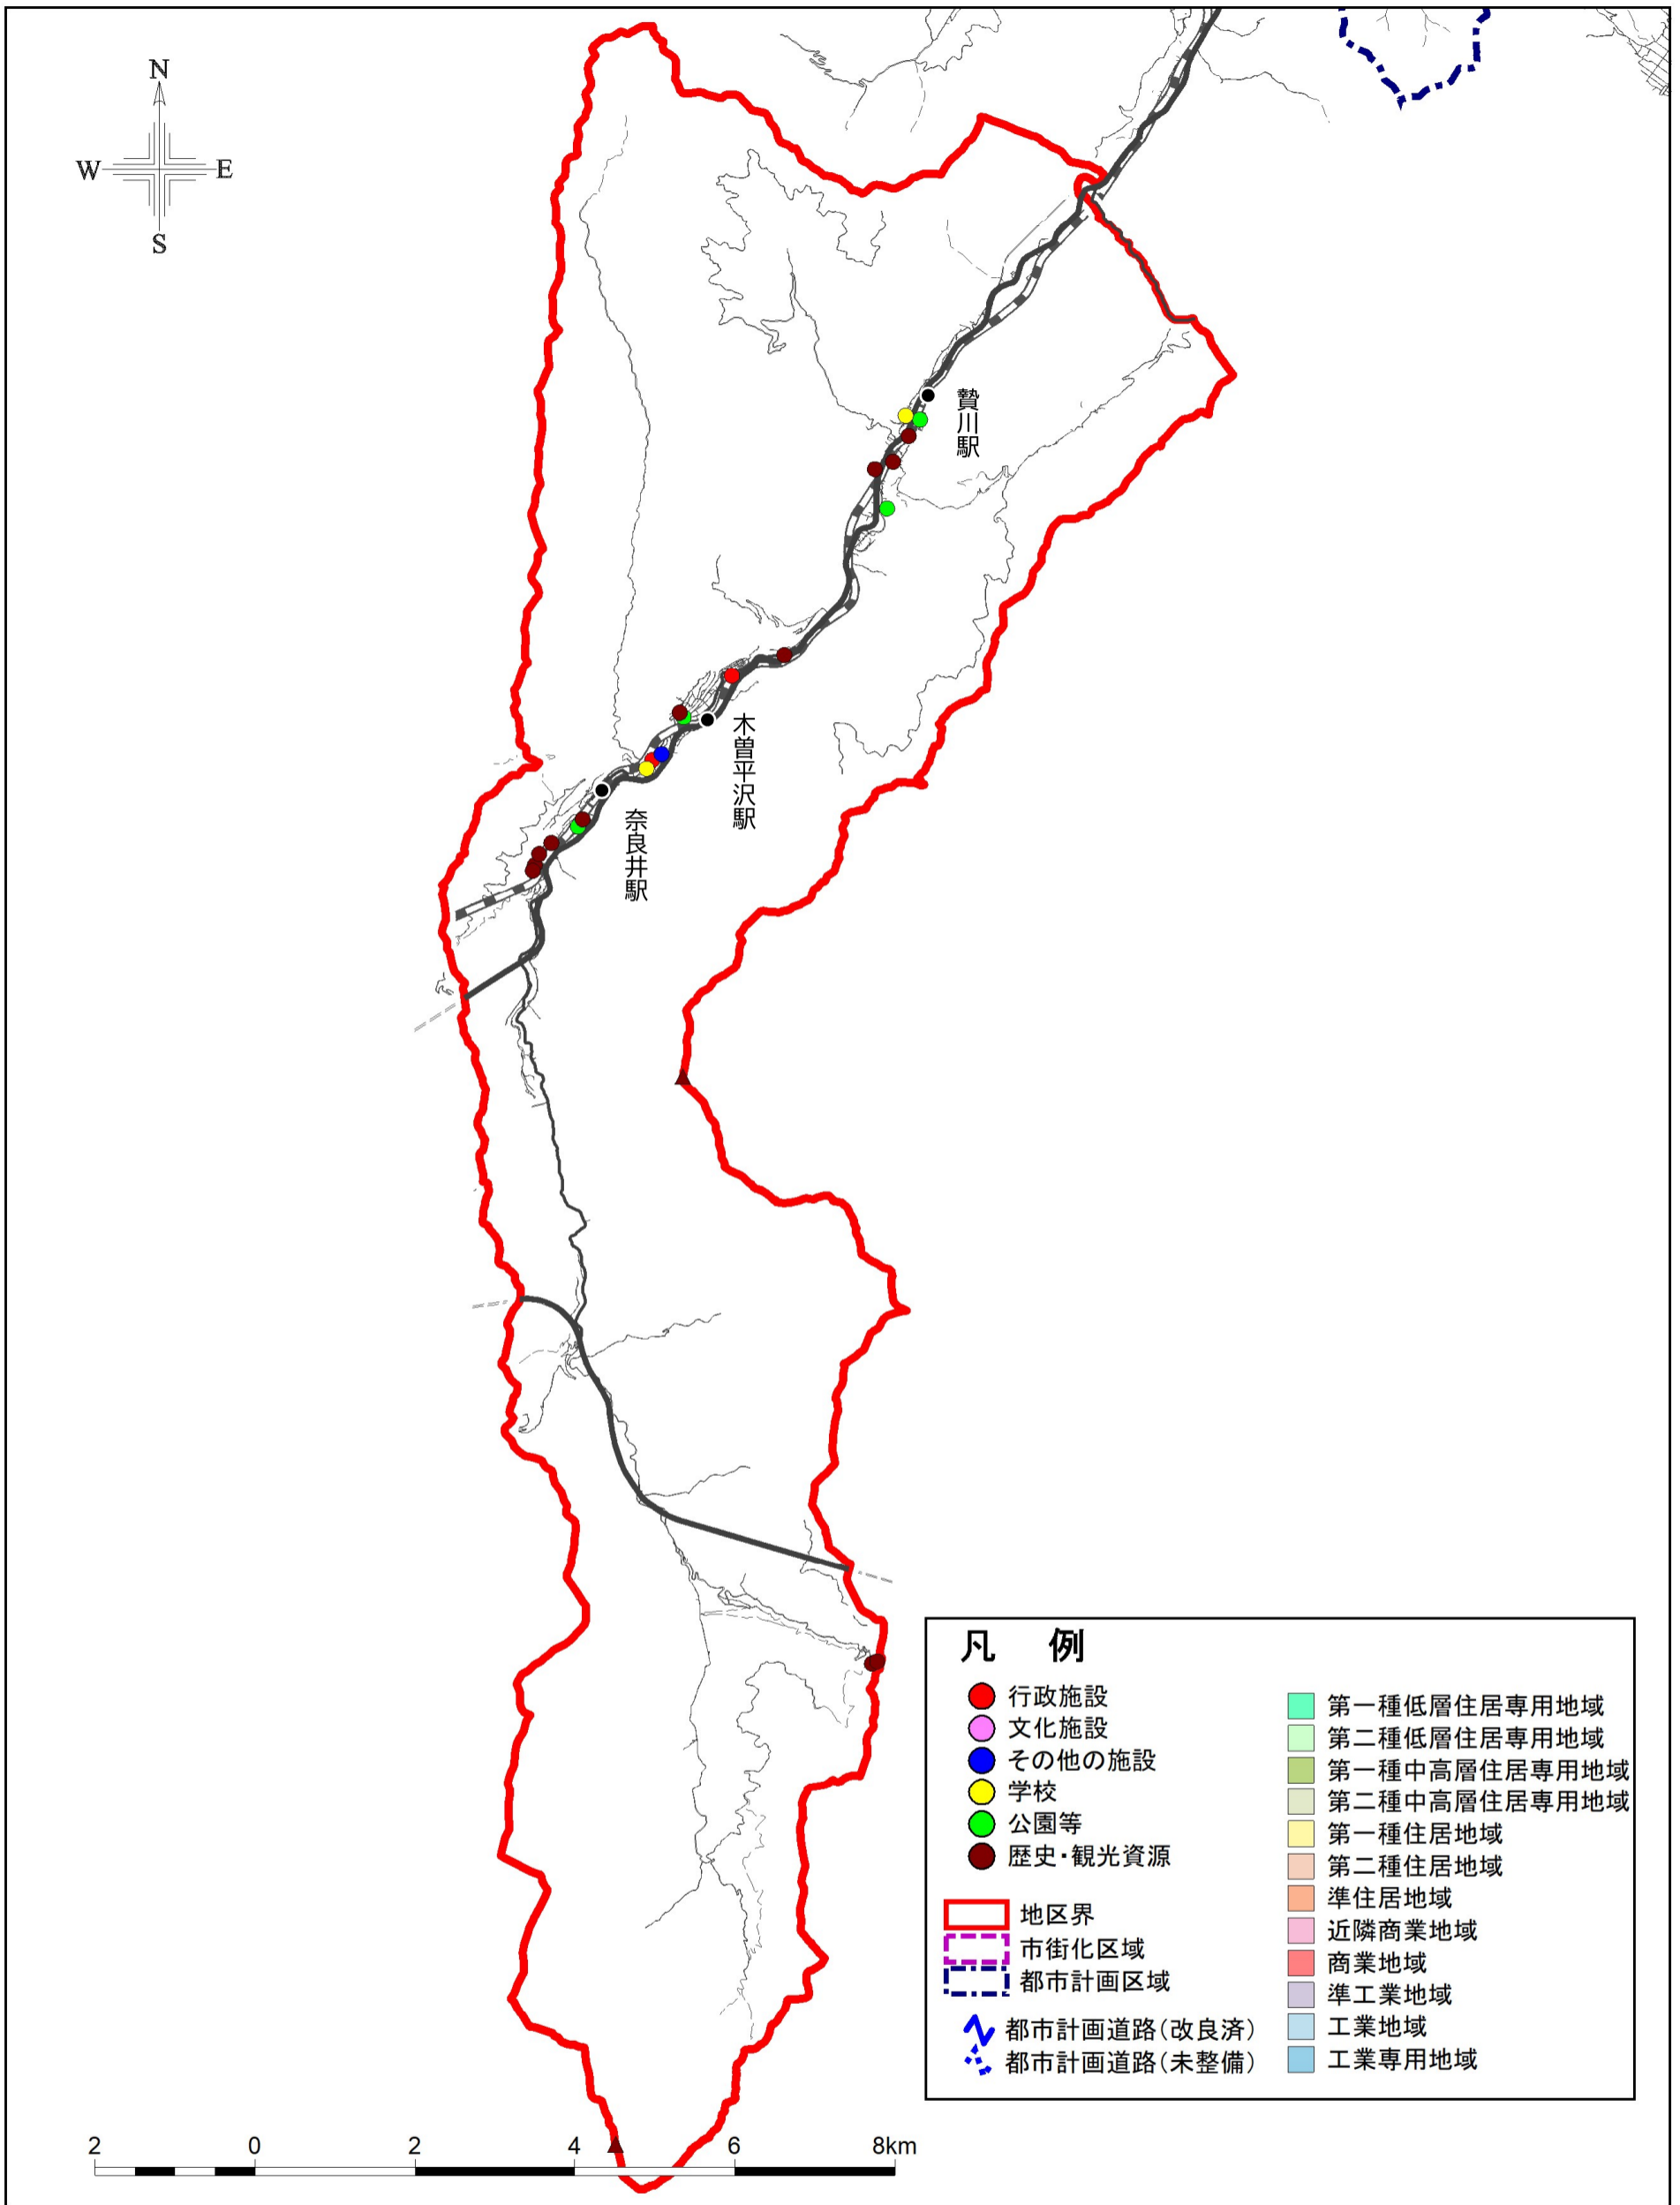 N
W E
S
贄川駅
木曽平沢駅
奈良井駅
凡 例
行政施設
文化施設
その他の施設
学校
公園等
歴史・観光資源
地区界
市街化区域
都市計画区域
都市計画道路(改良済)
都市計画道路(未整備)
第一種低層住居専用地域
第二種低層住居専用地域
第一種中高層住居専用地域
第二種中高層住居専用地域
第一種住居地域
第二種住居地域
準住居地域
近隣商業地域
商業地域
準工業地域
工業地域
工業専用地域
2 0 2 4 6 8km